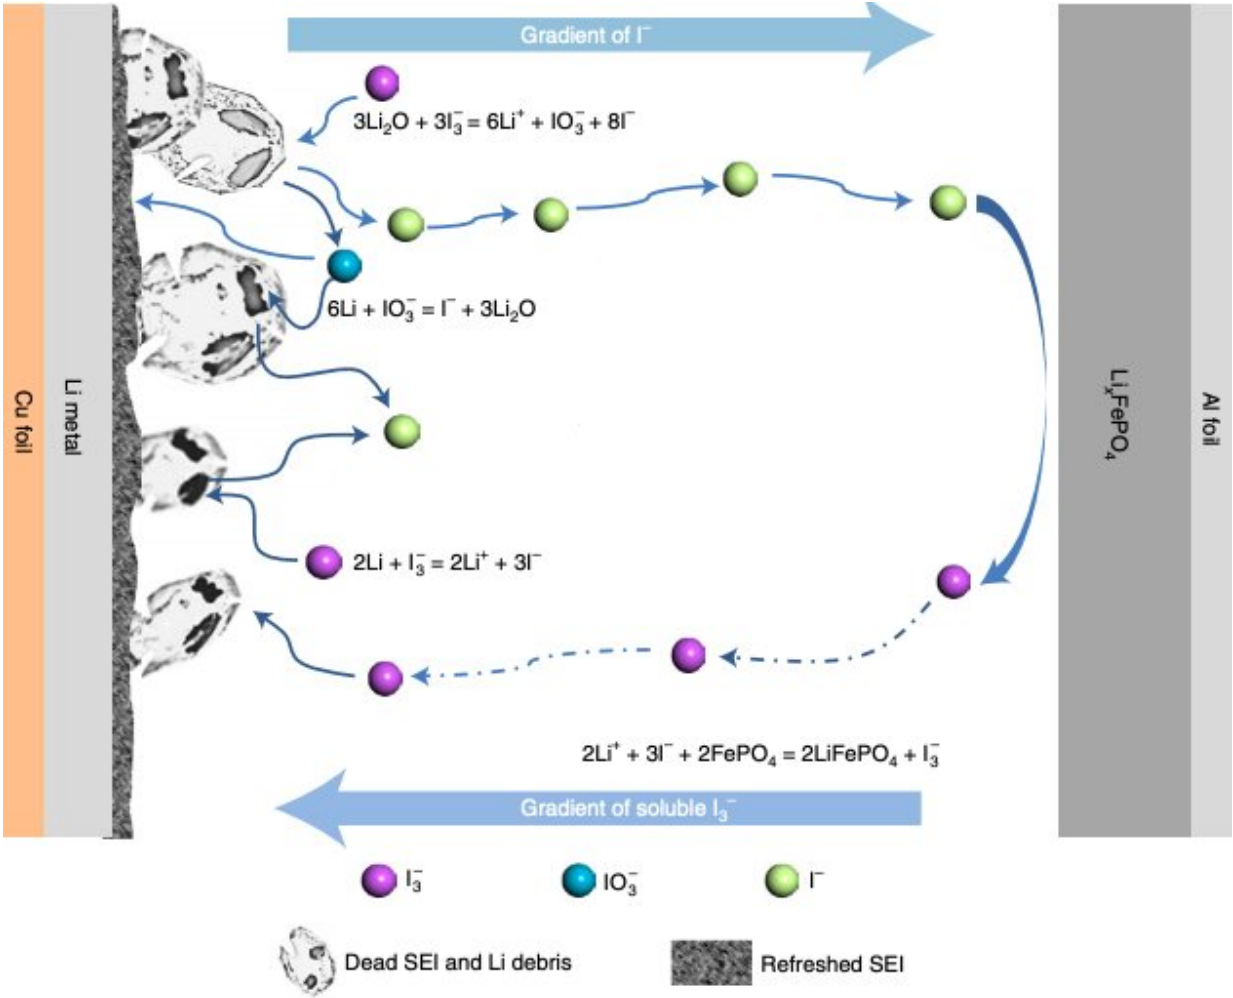 Gradient of I⁻
3Li₂O + 3I₃⁻ = 6Li⁺ + IO₃⁻ + 8I⁻
6Li + IO₃⁻ = I⁻ + 3Li₂O
Cu foil
Li metal
LiₓFePO₄
Al foil
2Li + I₃⁻ = 2Li⁺ + 3I⁻
2Li⁺ + 3I⁻ + 2FePO₄ = 2LiFePO₄ + I₃⁻
Gradient of soluble I₃⁻
I₃⁻
IO₃⁻
I⁻
Dead SEI and Li debris
Refreshed SEI